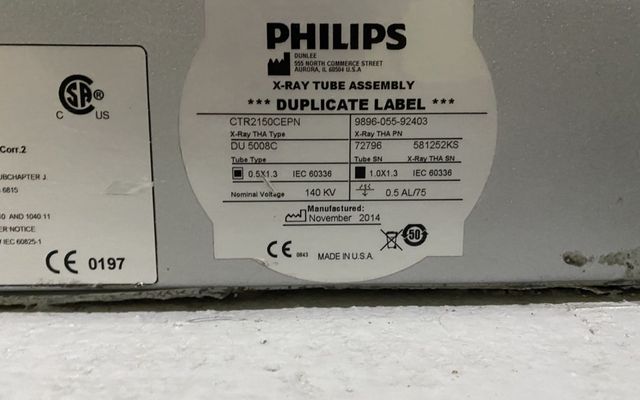 PHILIPS
DUNLEE
555 NORTH COMMERCE STREET
AURORA, IL 60504 U.S.A
X-RAY TUBE ASSEMBLY
*** DUPLICATE LABEL ***
CTR2150CEPN 9896-055-92403
X-Ray THA Type X-Ray THA PN
DU 5008C 72796 581252KS
Tube Type Tube SN X-Ray THA SN
0.5X1.3 IEC 60336 1.0X1.3 IEC 60336
Nominal Voltage 140 KV 0.5 AL/75
Manufactured:
November 2014
CE 0843 MADE IN U.S.A.
50
SA ®
C US
Corr.2
UBCHAPTER J
6815
0 AND 1040 11
ER NOTICE
IEC 60825-1
CE 0197